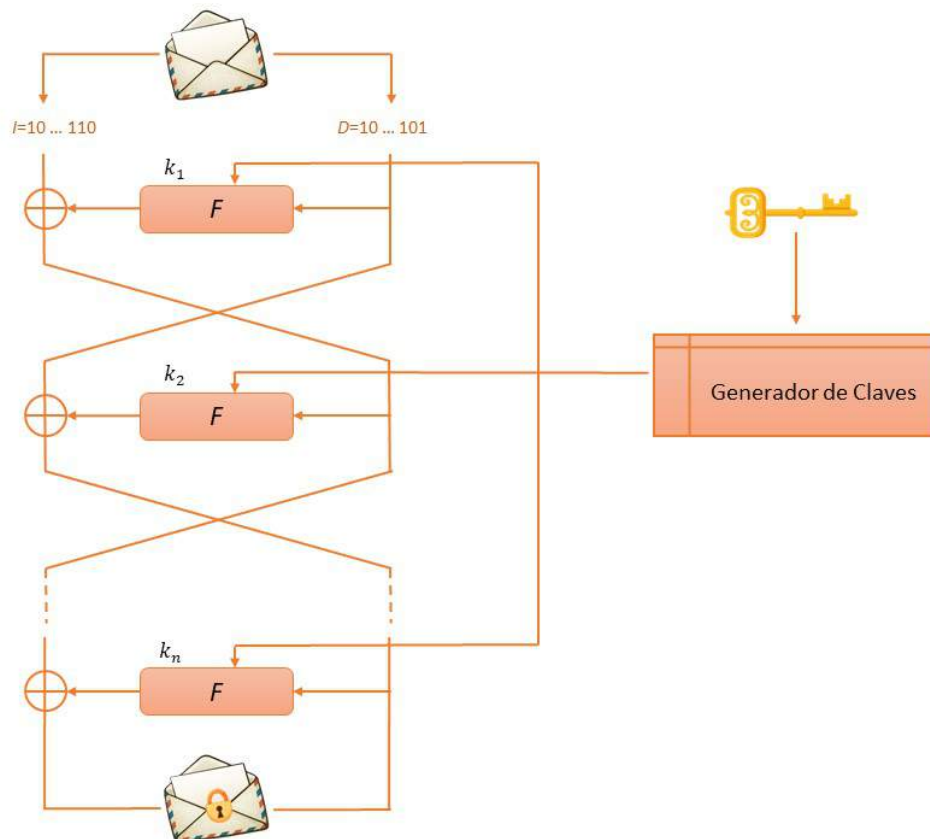 I=10 ... 110
D=10 ... 101
k₁
F
k₂
F
Generador de Claves
kₙ
F